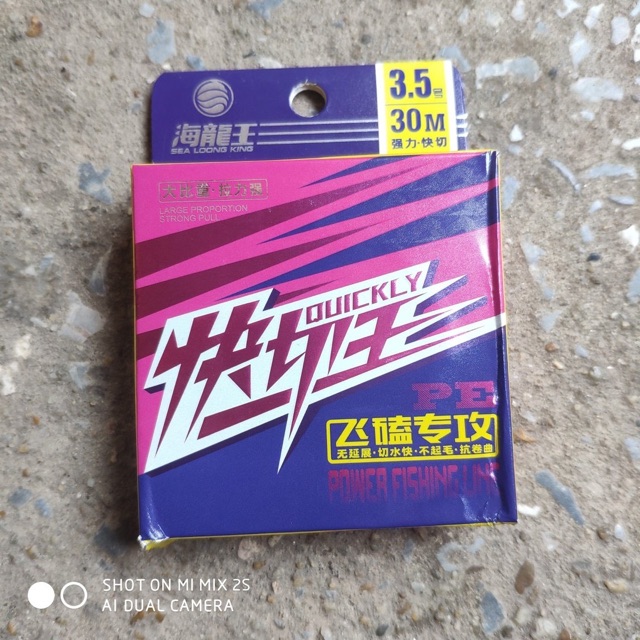 3.5号
30M
强力·快切
海龍王
SEA LOONG KING
大比重·拉力强
LARGE PROPORTION
STRONG PULL
QUICKLY
快切王
PE
飞磕专攻
无延展·切水快·不起毛·抗卷曲
POWER FISHING LINE
SHOT ON MI MIX 2S
AI DUAL CAMERA